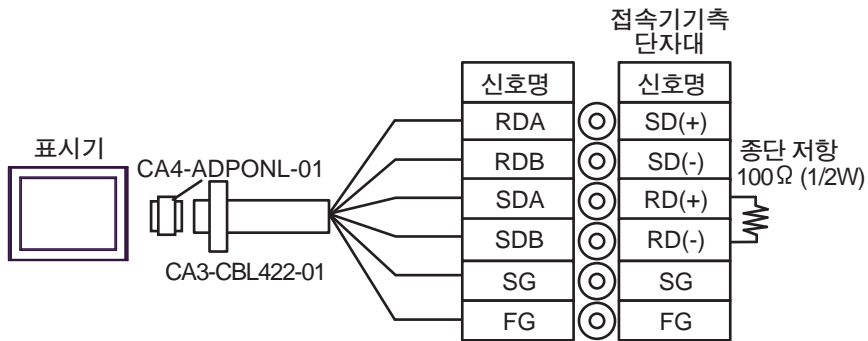 접속기기측
단자대
신호명 신호명
RDA SD(+)
표시기
종단 저항
CA4-ADPONL-01
RDB SD(-)
100Ω (1/2W)
SDA RD(+)
SDB RD(-)
CA3-CBL422-01
SG SG
FG FG